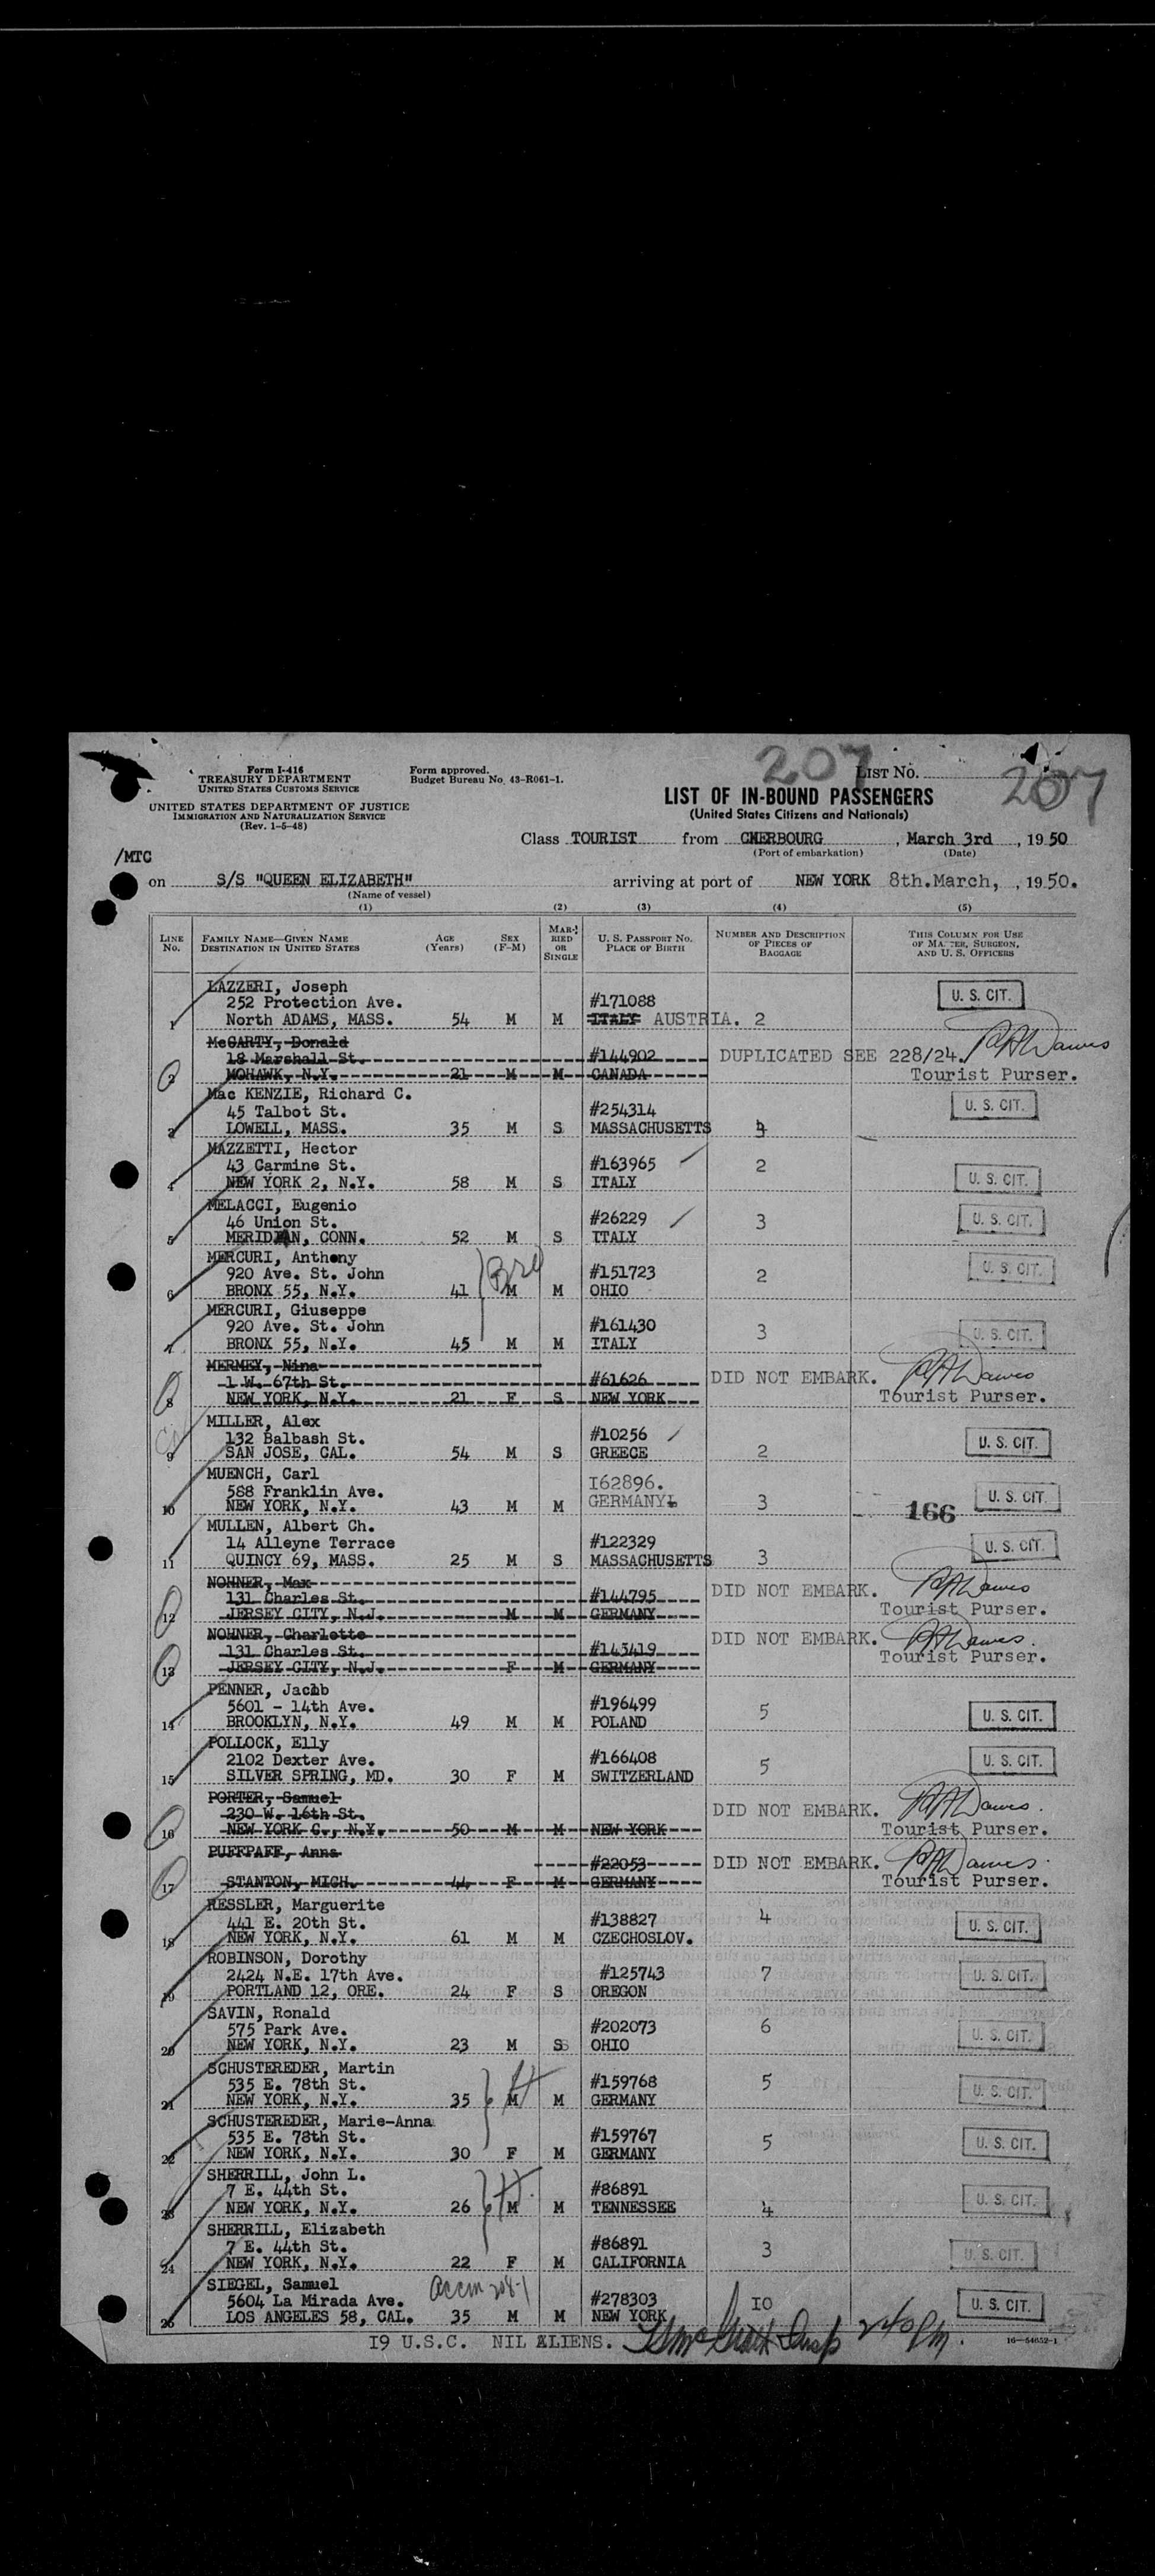 207
Form I-416
TREASURY DEPARTMENT
UNITED STATES CUSTOMS SERVICE
Form approved.
Budget Bureau No. 43-R061-1.
LIST No. 207
UNITED STATES DEPARTMENT OF JUSTICE
IMMIGRATION AND NATURALIZATION SERVICE
(Rev. 1-5-48)
LIST OF IN-BOUND PASSENGERS
(United States Citizens and Nationals)
Class TOURIST from CHERBOURG, March 3rd, 1950
(Port of embarkation) (Date)
/MTC
on S/S "QUEEN ELIZABETH" arriving at port of NEW YORK 8th.March, , 1950.
(Name of vessel)
(1) (2) (3) (4) (5)
LINE No. FAMILY NAME—GIVEN NAME DESTINATION IN UNITED STATES AGE (Years) SEX (F-M) MARRIED OR SINGLE U. S. PASSPORT No. PLACE OF BIRTH NUMBER AND DESCRIPTION OF PIECES OF BAGGAGE THIS COLUMN FOR USE OF MASTER, SURGEON, AND U. S. OFFICERS
LAZZERI, Joseph
252 Protection Ave. #171088 U. S. CIT.
1 North ADAMS, MASS. 54 M M ITALY AUSTRIA. 2
McCARTY, Donald
18 Marshall St. #144902 DUPLICATED SEE 228/24.
2 MOHAWK, N.Y. 21 M M CANADA Tourist Purser.
Mac KENZIE, Richard C.
45 Talbot St. #254314 U. S. CIT.
3 LOWELL, MASS. 35 M S MASSACHUSETTS
MAZZETTI, Hector
43 Carmine St. #163965 2
4 NEW YORK 2, N.Y. 58 M S ITALY U. S. CIT.
MELACCI, Eugenio
46 Union St. #26229 3 U. S. CIT.
5 MERIDEN, CONN. 52 M S ITALY
MERCURI, Anthony
920 Ave. St. John #151723 2 U. S. CIT.
6 BRONX 55, N.Y. 41 M M OHIO
MERCURI, Giuseppe
920 Ave. St. John #161430 3 U. S. CIT.
7 BRONX 55, N.Y. 45 M M ITALY
MERMEY, Nina
1 W. 67th St. #61626 DID NOT EMBARK.
8 NEW YORK, N.Y. 21 F S NEW YORK Tourist Purser.
MILLER, Alex
132 Balbash St. #10256 U. S. CIT.
9 SAN JOSE, CAL. 54 M S GREECE 2
MUENCH, Carl
588 Franklin Ave. I62896. U. S. CIT.
10 NEW YORK, N.Y. 43 M M GERMANY. 3 166
MULLEN, Albert Ch.
14 Alleyne Terrace #122329 U. S. CIT.
11 QUINCY 69, MASS. 25 M S MASSACHUSETTS 3
NOHNER, Max
131 Charles St. #144795 DID NOT EMBARK.
12 JERSEY CITY, N.J. M M GERMANY Tourist Purser.
NOHNER, Charlotte
131 Charles St. #143419 DID NOT EMBARK.
13 JERSEY CITY, N.J. F M GERMANY Tourist Purser.
PENNER, Jacob
5601 - 14th Ave. #196499 5
14 BROOKLYN, N.Y. 49 M M POLAND U. S. CIT.
POLLOCK, Elly
2102 Dexter Ave. #166408 5 U. S. CIT.
15 SILVER SPRING, MD. 30 F M SWITZERLAND
PORTER, Samuel
230 W. 16th St. DID NOT EMBARK.
16 NEW YORK C., N.Y. 50 M M NEW YORK Tourist Purser.
PUFFPAFF, Anna
#22053 DID NOT EMBARK.
17 STANTON, MICH. 44 F M GERMANY Tourist Purser.
RESSLER, Marguerite
441 E. 20th St. #138827 4 U. S. CIT.
18 NEW YORK, N.Y. 61 M M CZECHOSLOV.
ROBINSON, Dorothy
2424 N.E. 17th Ave. #125743 7 U. S. CIT.
19 PORTLAND 12, ORE. 24 F S OREGON
SAVIN, Ronald
575 Park Ave. #202073 6 U. S. CIT.
20 NEW YORK, N.Y. 23 M S OHIO
SCHUSTEREDER, Martin
535 E. 78th St. #159768 5 U. S. CIT.
21 NEW YORK, N.Y. 35 M M GERMANY
SCHUSTEREDER, Marie-Anna
535 E. 78th St. #159767 5 U. S. CIT.
22 NEW YORK, N.Y. 30 F M GERMANY
SHERRILL, John L.
7 E. 44th St. #86891 U. S. CIT.
23 NEW YORK, N.Y. 26 M M TENNESSEE 4
SHERRILL, Elizabeth
7 E. 44th St. #86891 3 U. S. CIT.
24 NEW YORK, N.Y. 22 F M CALIFORNIA
SIEGEL, Samuel
5604 La Mirada Ave. #278303 IO U. S. CIT.
25 LOS ANGELES 58, CAL. 35 M M NEW YORK
I9 U.S.C. NIL ALIENS. 240 Pm. 16—54652-1